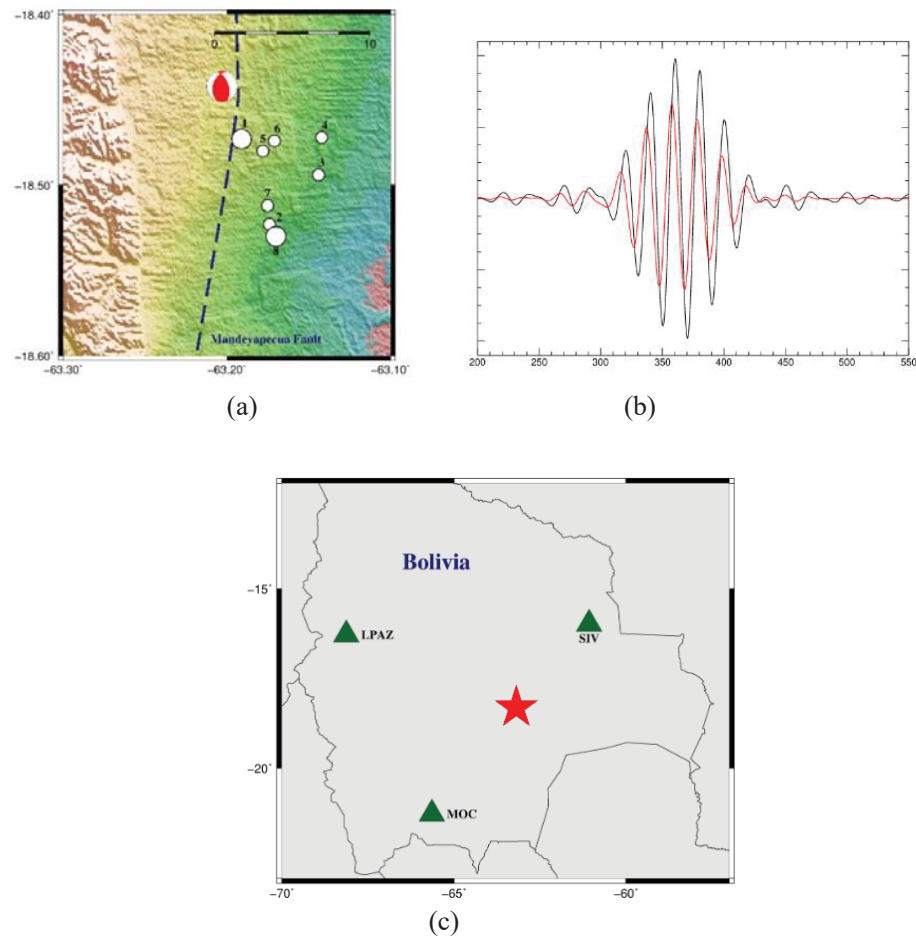 -18.40
0 10
1
6
4
5
3
-18.50
7
2
8
Mandeyapecua Fault
-18.60
-63.30 -63.20 -63.10
(a)
200 250 300 350 400 450 500 550
(b)
Bolivia
-15°
LPAZ
SIV
-20°
MOC
-70° -65° -60°
(c)